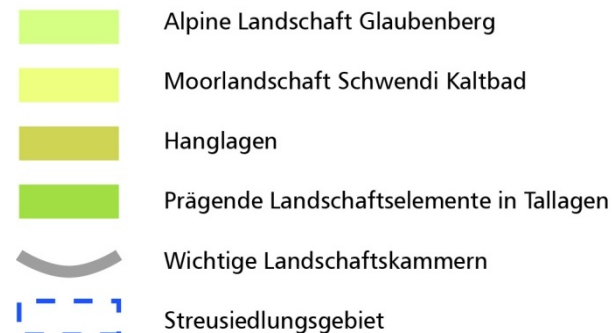 Alpine Landschaft Glaubenberg
Moorlandschaft Schwendi Kaltbad
Hanglagen
Prägende Landschaftselemente in Tallagen
Wichtige Landschaftskammern
Streusiedlungsgebiet